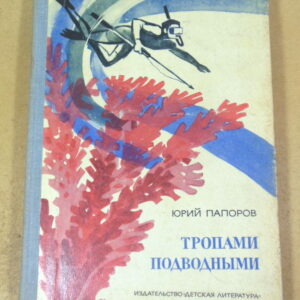 ЮРИЙ ПАПОРОВ
ТРОПАМИ
ПОДВОДНЫМИ
ИЗДАТЕЛЬСТВО«ДЕТСКАЯ ЛИТЕРАТУРА»